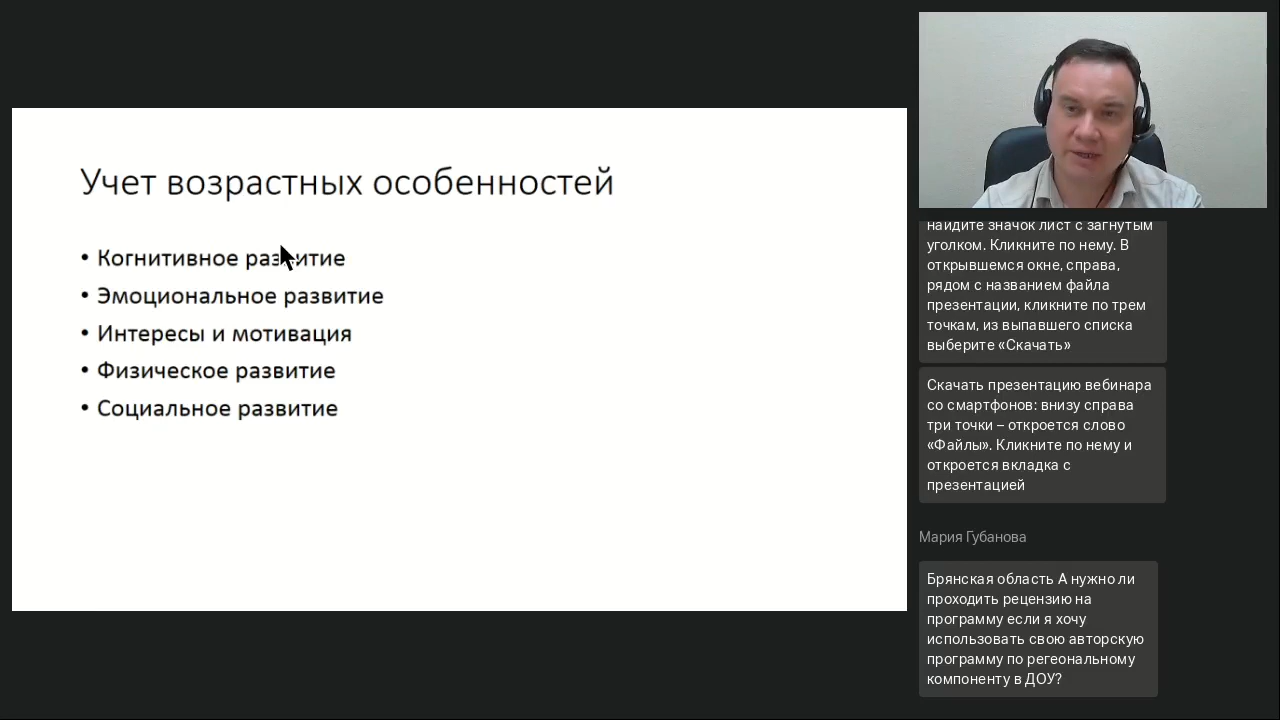 Учет возрастных особенностей
• Когнитивное развитие
• Эмоциональное развитие
• Интересы и мотивация
• Физическое развитие
• Социальное развитие
найдите значок лист с загнутым
уголком. Кликните по нему. В
открывшемся окне, справа,
рядом с названием файла
презентации, кликните по трем
точкам, из выпавшего списка
выберите «Скачать»
Скачать презентацию вебинара
со смартфонов: внизу справа
три точки – откроется слово
«Файлы». Кликните по нему и
откроется вкладка с
презентацией
Мария Губанова
Брянская область А нужно ли
проходить рецензию на
программу если я хочу
использовать свою авторскую
программу по регеональному
компоненту в ДОУ?